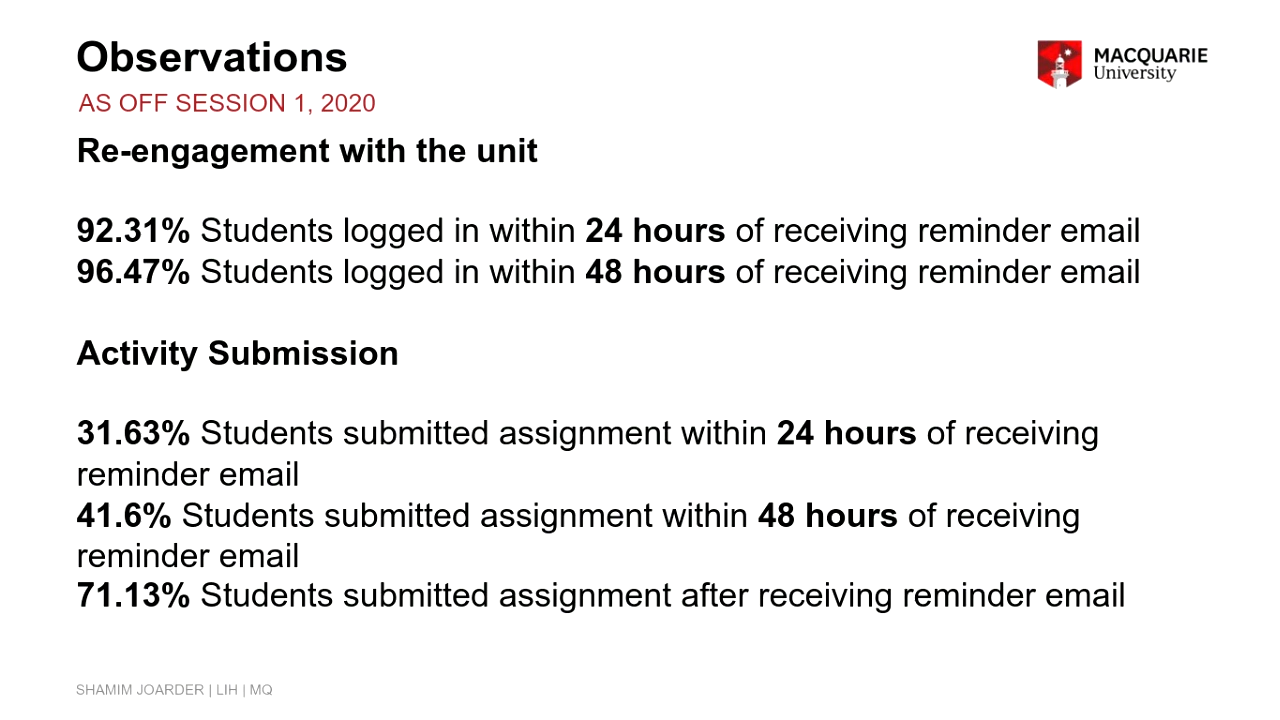 Observations
MACQUARIE
University
AS OFF SESSION 1, 2020
Re-engagement with the unit
92.31% Students logged in within 24 hours of receiving reminder email
96.47% Students logged in within 48 hours of receiving reminder email
Activity Submission
31.63% Students submitted assignment within 24 hours of receiving
reminder email
41.6% Students submitted assignment within 48 hours of receiving
reminder email
71.13% Students submitted assignment after receiving reminder email
SHAMIM JOARDER | LIH | MQ